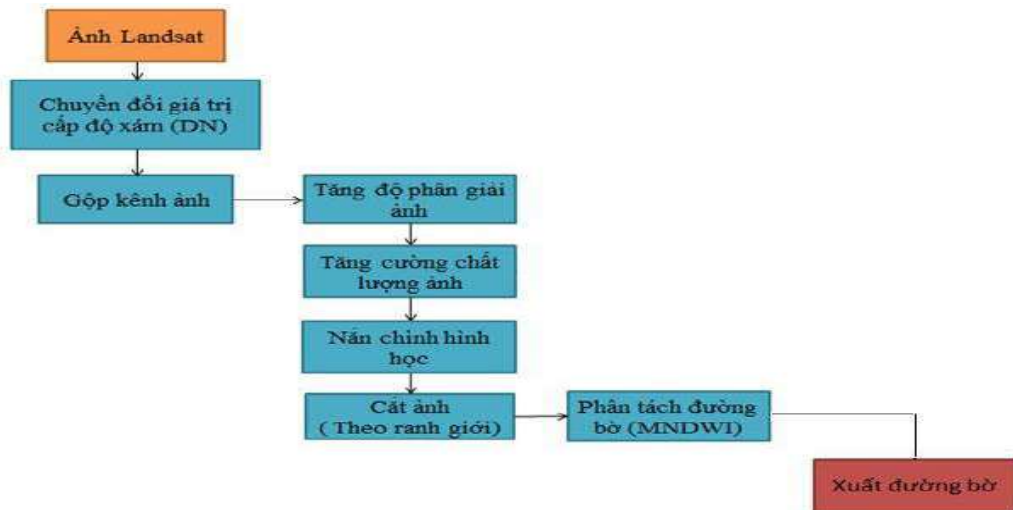 Ảnh Landsat
Chuyển đổi giá trị
cấp độ xám (DN)
Gộp kênh ảnh
Tăng độ phân giải
ảnh
Tăng cường chất
lượng ảnh
Nắn chỉnh hình
học
Cắt ảnh
( Theo ranh giới)
Phân tách đường
bờ (MNDWI)
Xuất đường bờ